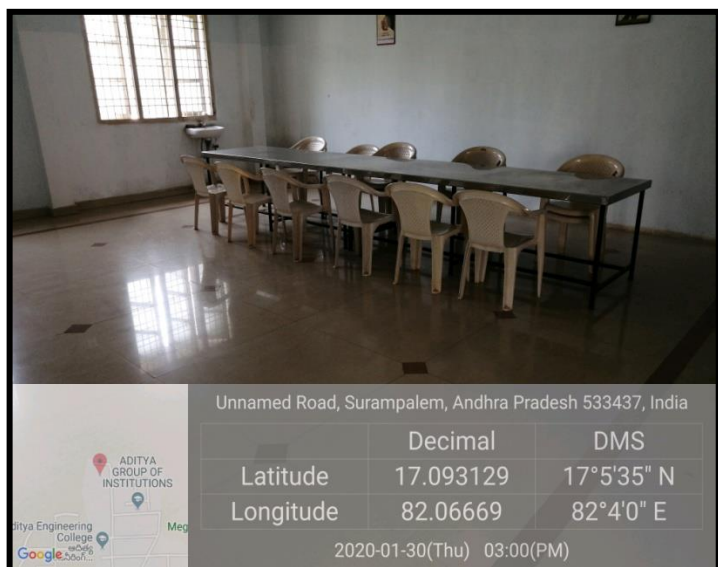 Unnamed Road, Surampalem, Andhra Pradesh 533437, India
Decimal DMS
Latitude 17.093129 17°5'35" N
Longitude 82.06669 82°4'0" E
2020-01-30(Thu) 03:00(PM)
ADITYA
GROUP OF
INSTITUTIONS
ditya Engineering
College
Meg
Google